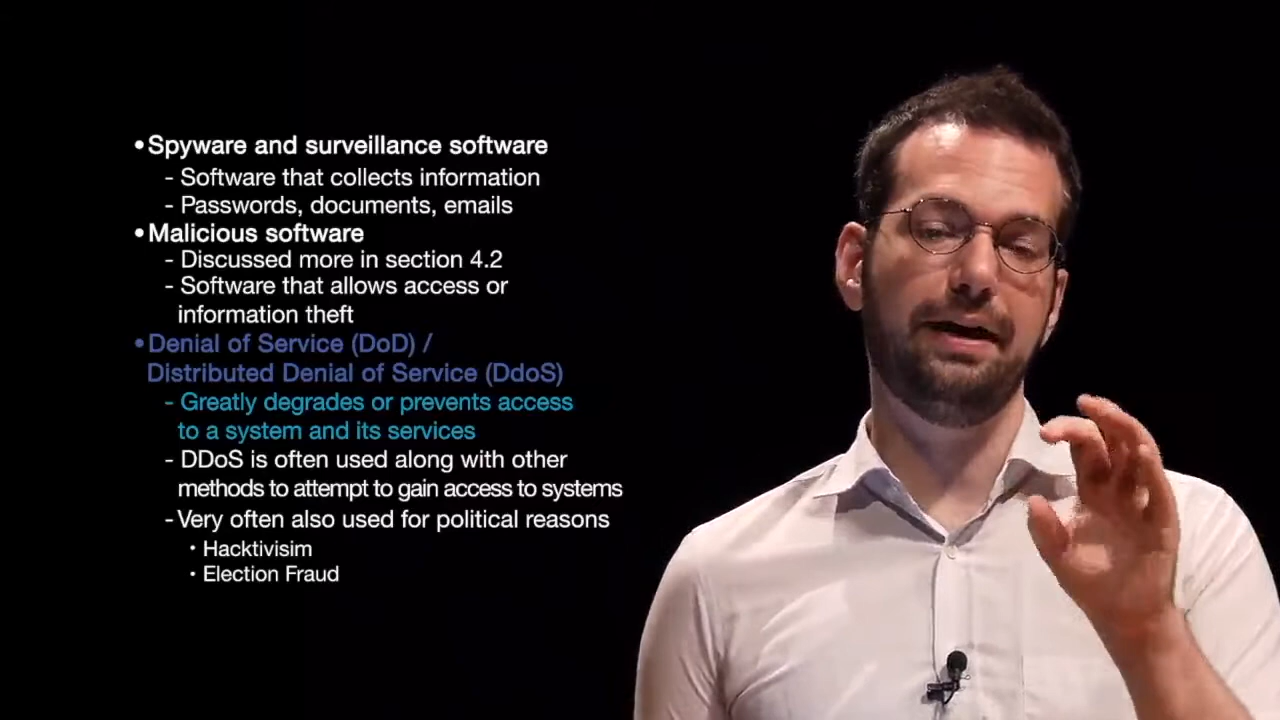 •Spyware and surveillance software
- Software that collects information
- Passwords, documents, emails
•Malicious software
- Discussed more in section 4.2
- Software that allows access or
information theft
•Denial of Service (DoD) /
Distributed Denial of Service (DdoS)
- Greatly degrades or prevents access
to a system and its services
- DDoS is often used along with other
methods to attempt to gain access to systems
-Very often also used for political reasons
• Hacktivisim
• Election Fraud